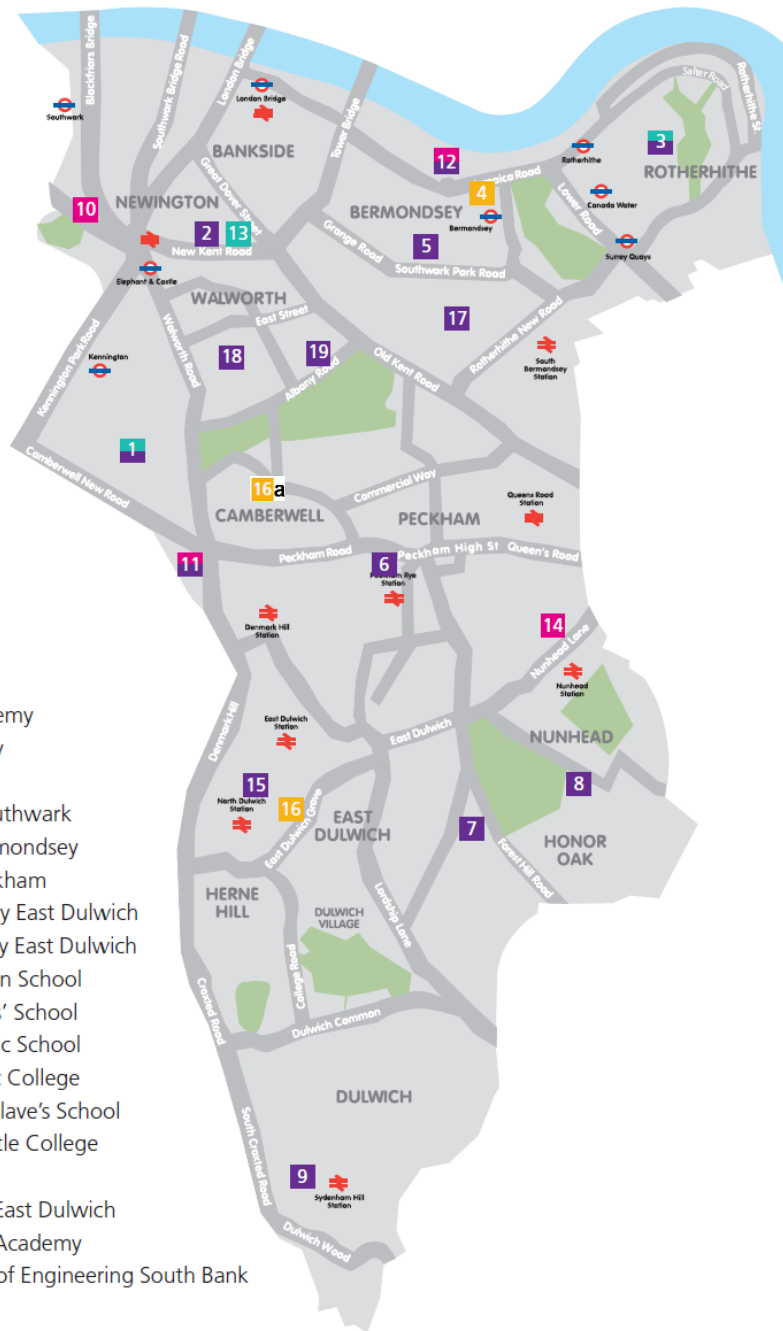 Blackfriars Bridge
Southwark Bridge Road
London Bridge
London Bridge
Southwark
Tower Bridge
Salter Road
Rotherhithe St
BANKSIDE
Great Dover Street
12
Jamaica Road
Rotherhithe
3
ROTHERHITHE
10
NEWINGTON
2
13
New Kent Road
BERMONDSEY
4
Bermondsey
Grange Road
5
Southwark Park Road
Lower Road
Canada Water
Surrey Quays
Elephant & Castle
WALWORTH
East Street
Walworth Road
17
Rotherhithe New Road
Kennington Park Road
Kennington
18
19
Albany Road
Old Kent Road
South
Bermondsey
Station
1
Camberwell New Road
16 a
CAMBERWELL
Commercial Way
PECKHAM
Queens Road
Station
11
Peckham Road
6
Peckham High St
Queen's Road
Rye
Station
Denmark Hill
Station
14
Nunhead Lane
Nunhead
Station
Denmark Hill
East Dulwich
Station
East Dulwich
NUNHEAD
15
North Dulwich
Station
16
East Dulwich Grove
EAST
DULWICH
7
8
HONOR
OAK
Forest Hill Road
HERNE
HILL
DULWICH
VILLAGE
Lordship Lane
College Road
Croxted Road
Dulwich Common
DULWICH
South Croxted Road
9
Sydenham Hill
Station
Dulwich Wood
emy
y
uthwark
mondsey
kham
y East Dulwich
y East Dulwich
n School
s' School
ic School
c College
lave's School
tle College
East Dulwich
Academy
of Engineering South Bank